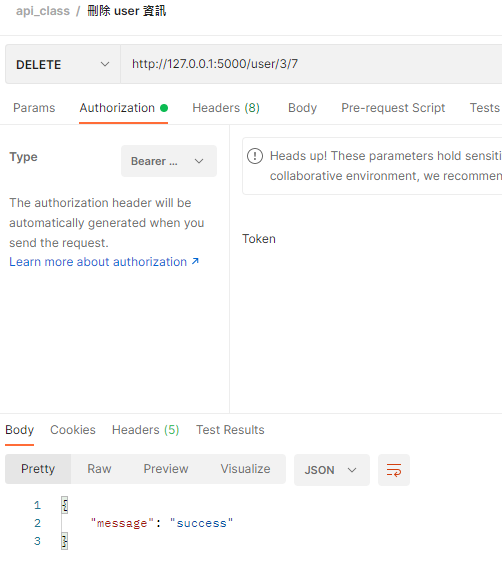 api_class / 刪除 user 資訊
DELETE http://127.0.0.1:5000/user/3/7
Params Authorization Headers (8) Body Pre-request Script Tests
Type Bearer ...
Heads up! These parameters hold sensiti
collaborative environment, we recommen
The authorization header will be
automatically generated when you
send the request.
Learn more about authorization ↗
Token
Body Cookies Headers (5) Test Results
Pretty Raw Preview Visualize JSON
1 {
2 "message": "success"
3 }